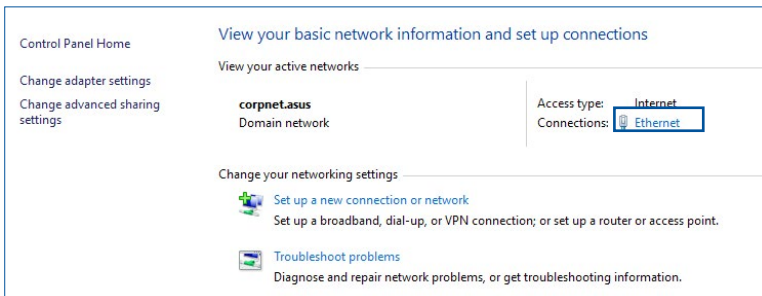 Control Panel Home
Change adapter settings
Change advanced sharing
settings
View your basic network information and set up connections
View your active networks
corpnet.asus
Domain network
Access type: Internet
Connections: Ethernet
Change your networking settings
Set up a new connection or network
Set up a broadband, dial-up, or VPN connection; or set up a router or access point.
Troubleshoot problems
Diagnose and repair network problems, or get troubleshooting information.